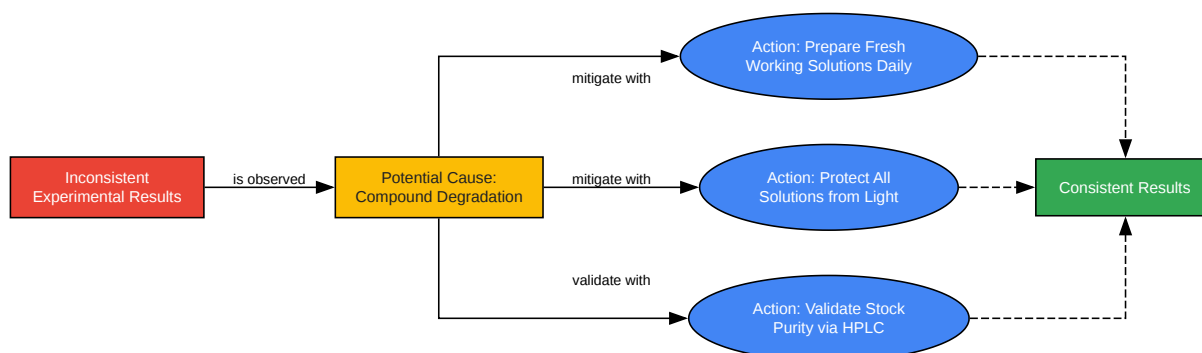 Inconsistent
Experimental Results
is observed
Potential Cause:
Compound Degradation
mitigate with
Action: Prepare Fresh
Working Solutions Daily
mitigate with
Action: Protect All
Solutions from Light
validate with
Action: Validate Stock
Purity via HPLC
Consistent Results